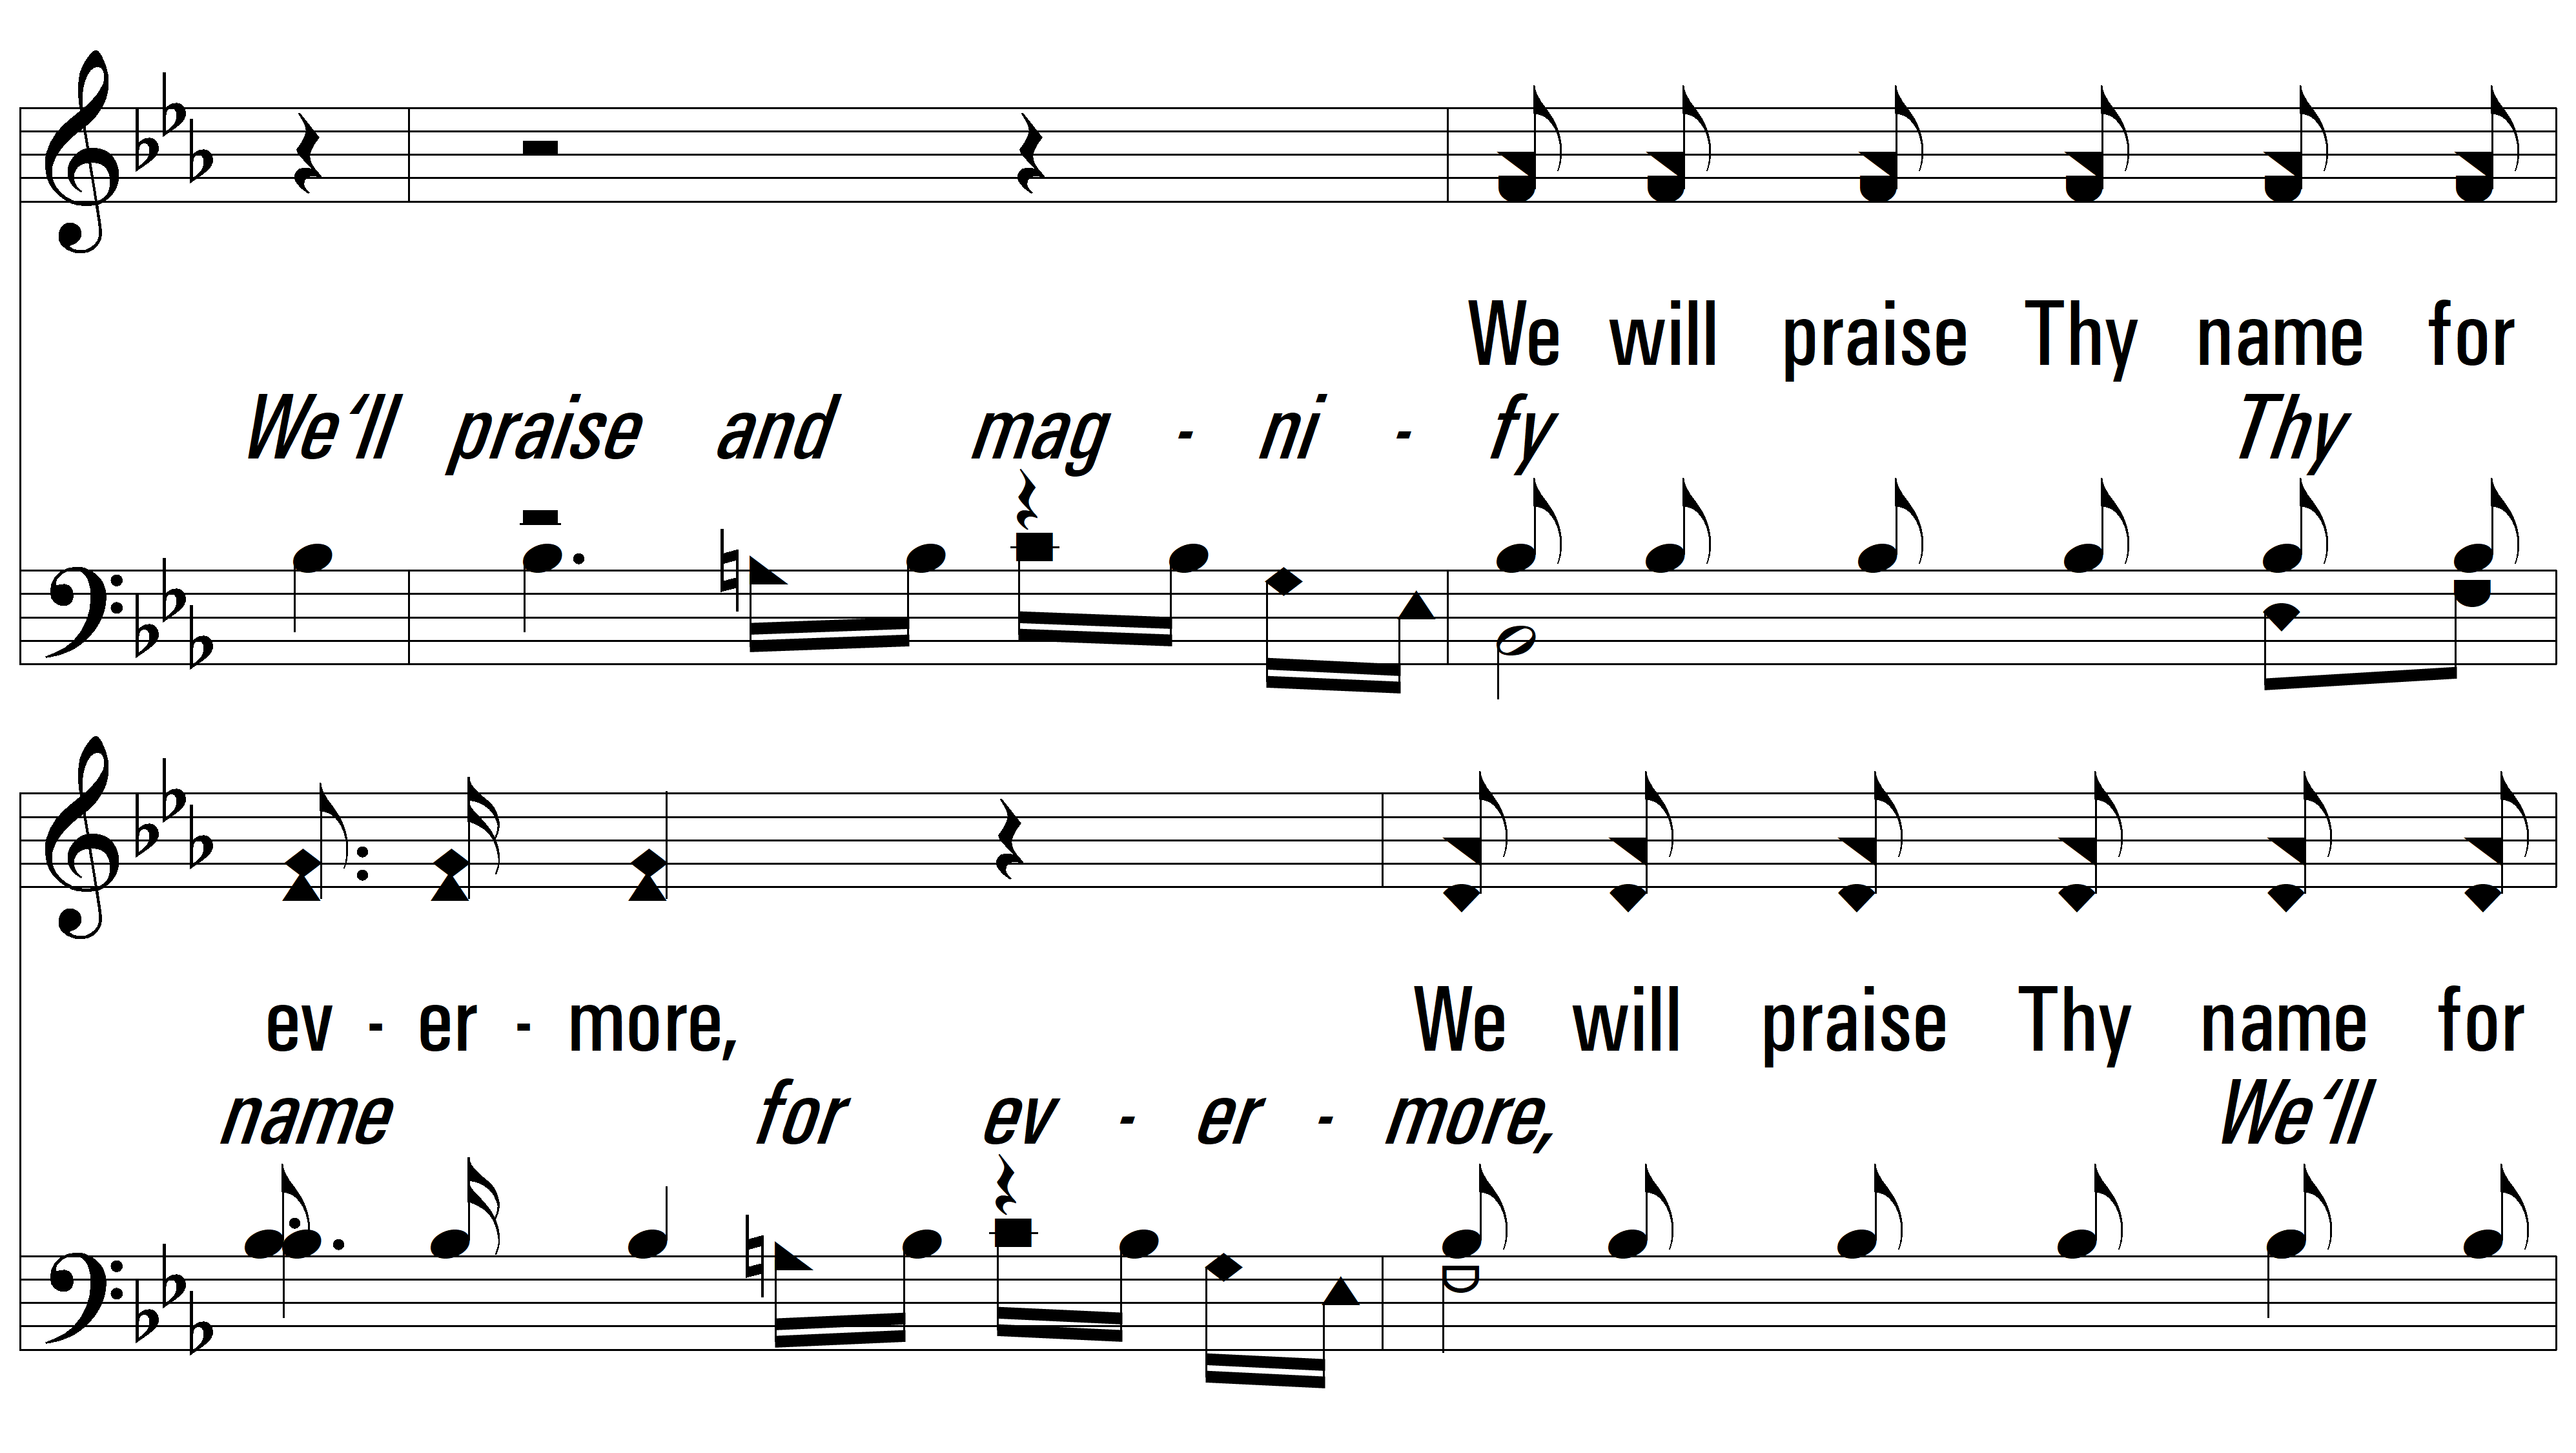 We will praise Thy name for
We‘ll praise and mag - ni - fy Thy
ev - er - more, We will praise Thy name for
name for ev - er - more, We‘ll